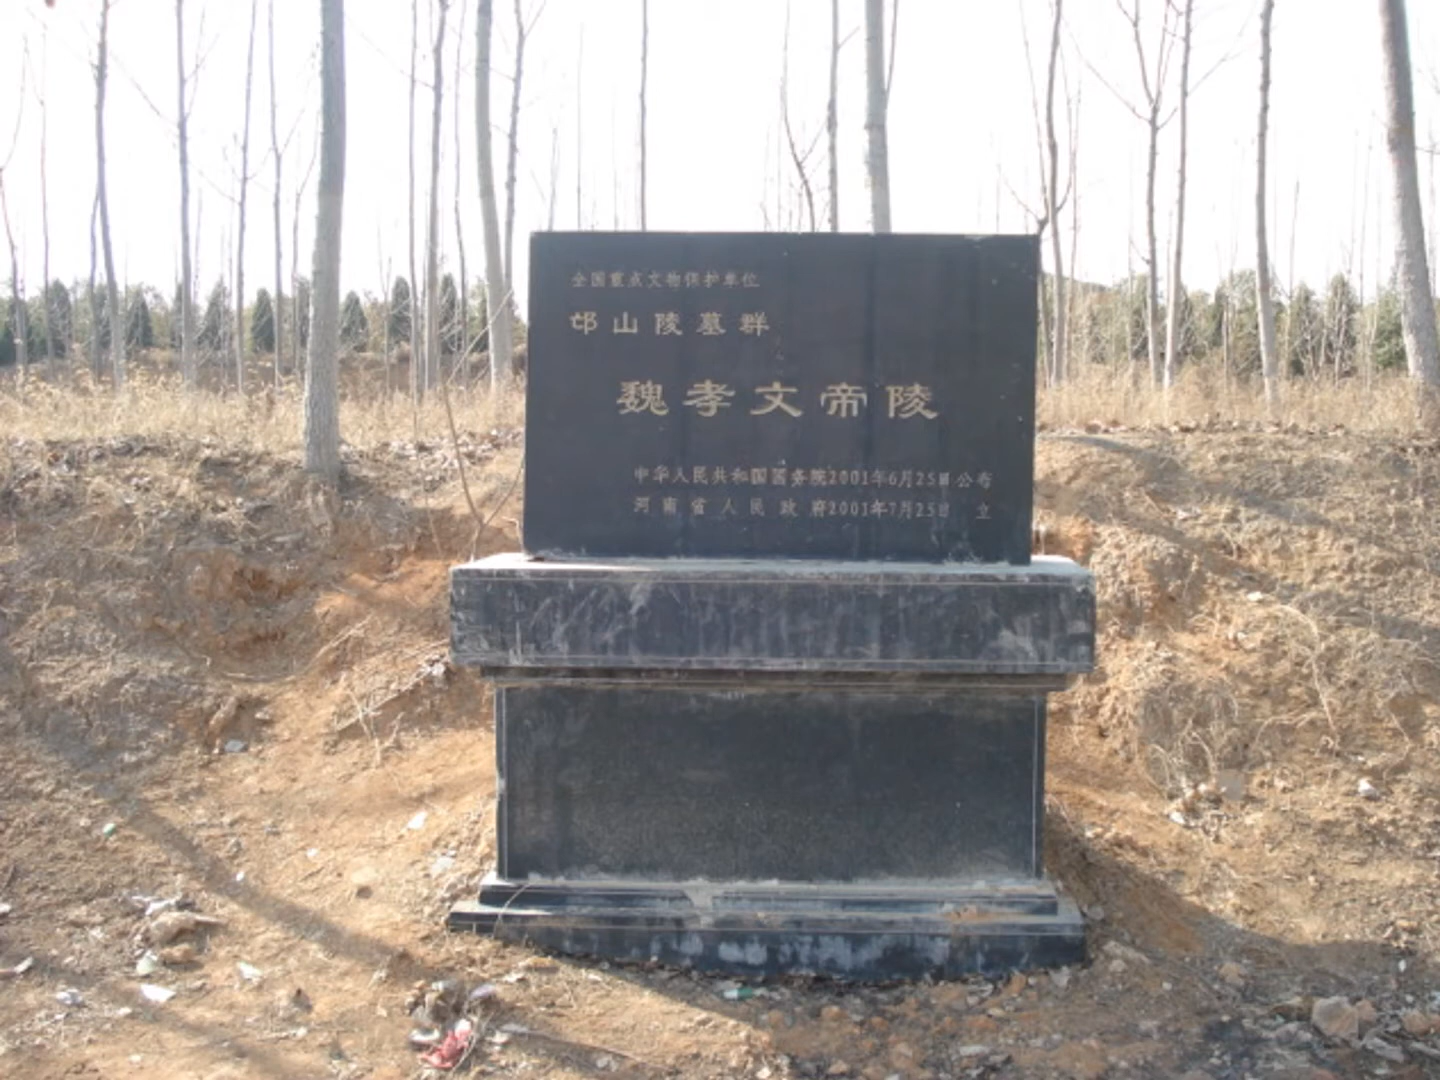 全国重点文物保护单位
邙山陵墓群
魏孝文帝陵
中华人民共和国国务院2001年6月25日公布
河南省人民政府2001年7月25日 立